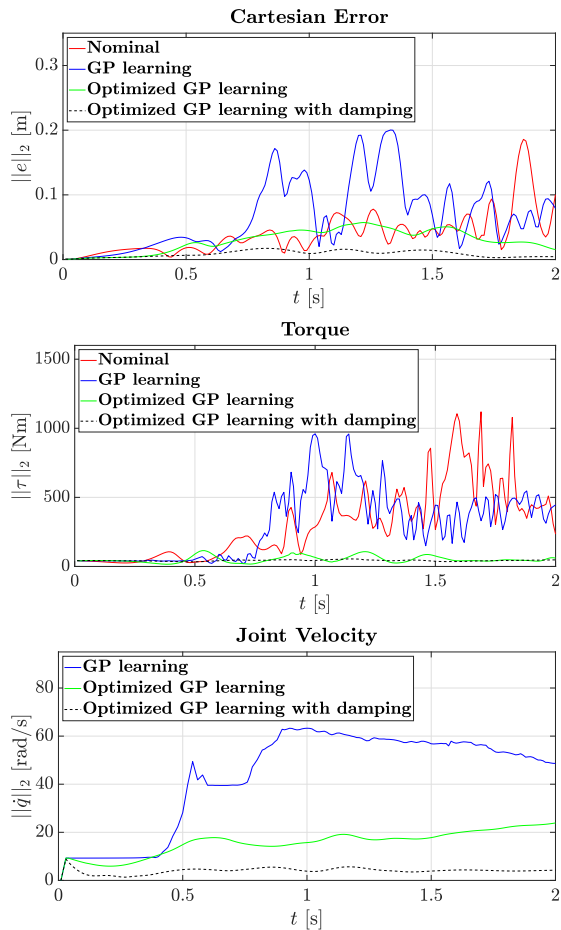 Cartesian Error
Nominal
GP learning
Optimized GP learning
Optimized GP learning with damping
||e||₂ [m]
0.3
0.2
0.1
0
0 0.5 1 1.5 2
t [s]
Torque
Nominal
GP learning
Optimized GP learning
Optimized GP learning with damping
||τ||₂ [Nm]
1500
1000
500
0
0 0.5 1 1.5 2
t [s]
Joint Velocity
GP learning
Optimized GP learning
Optimized GP learning with damping
||q̇||₂ [rad/s]
80
60
40
20
0
0 0.5 1 1.5 2
t [s]